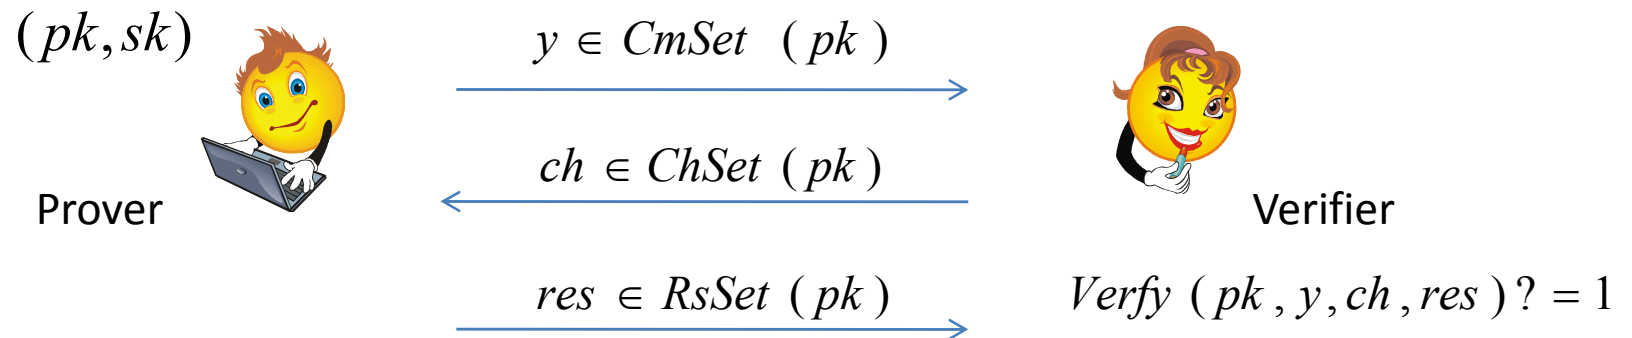 (pk, sk)
y ∈ CmSet (pk)
ch ∈ ChSet (pk)
Prover
Verifier
res ∈ RsSet (pk)
Verfy (pk, y, ch, res) ? = 1